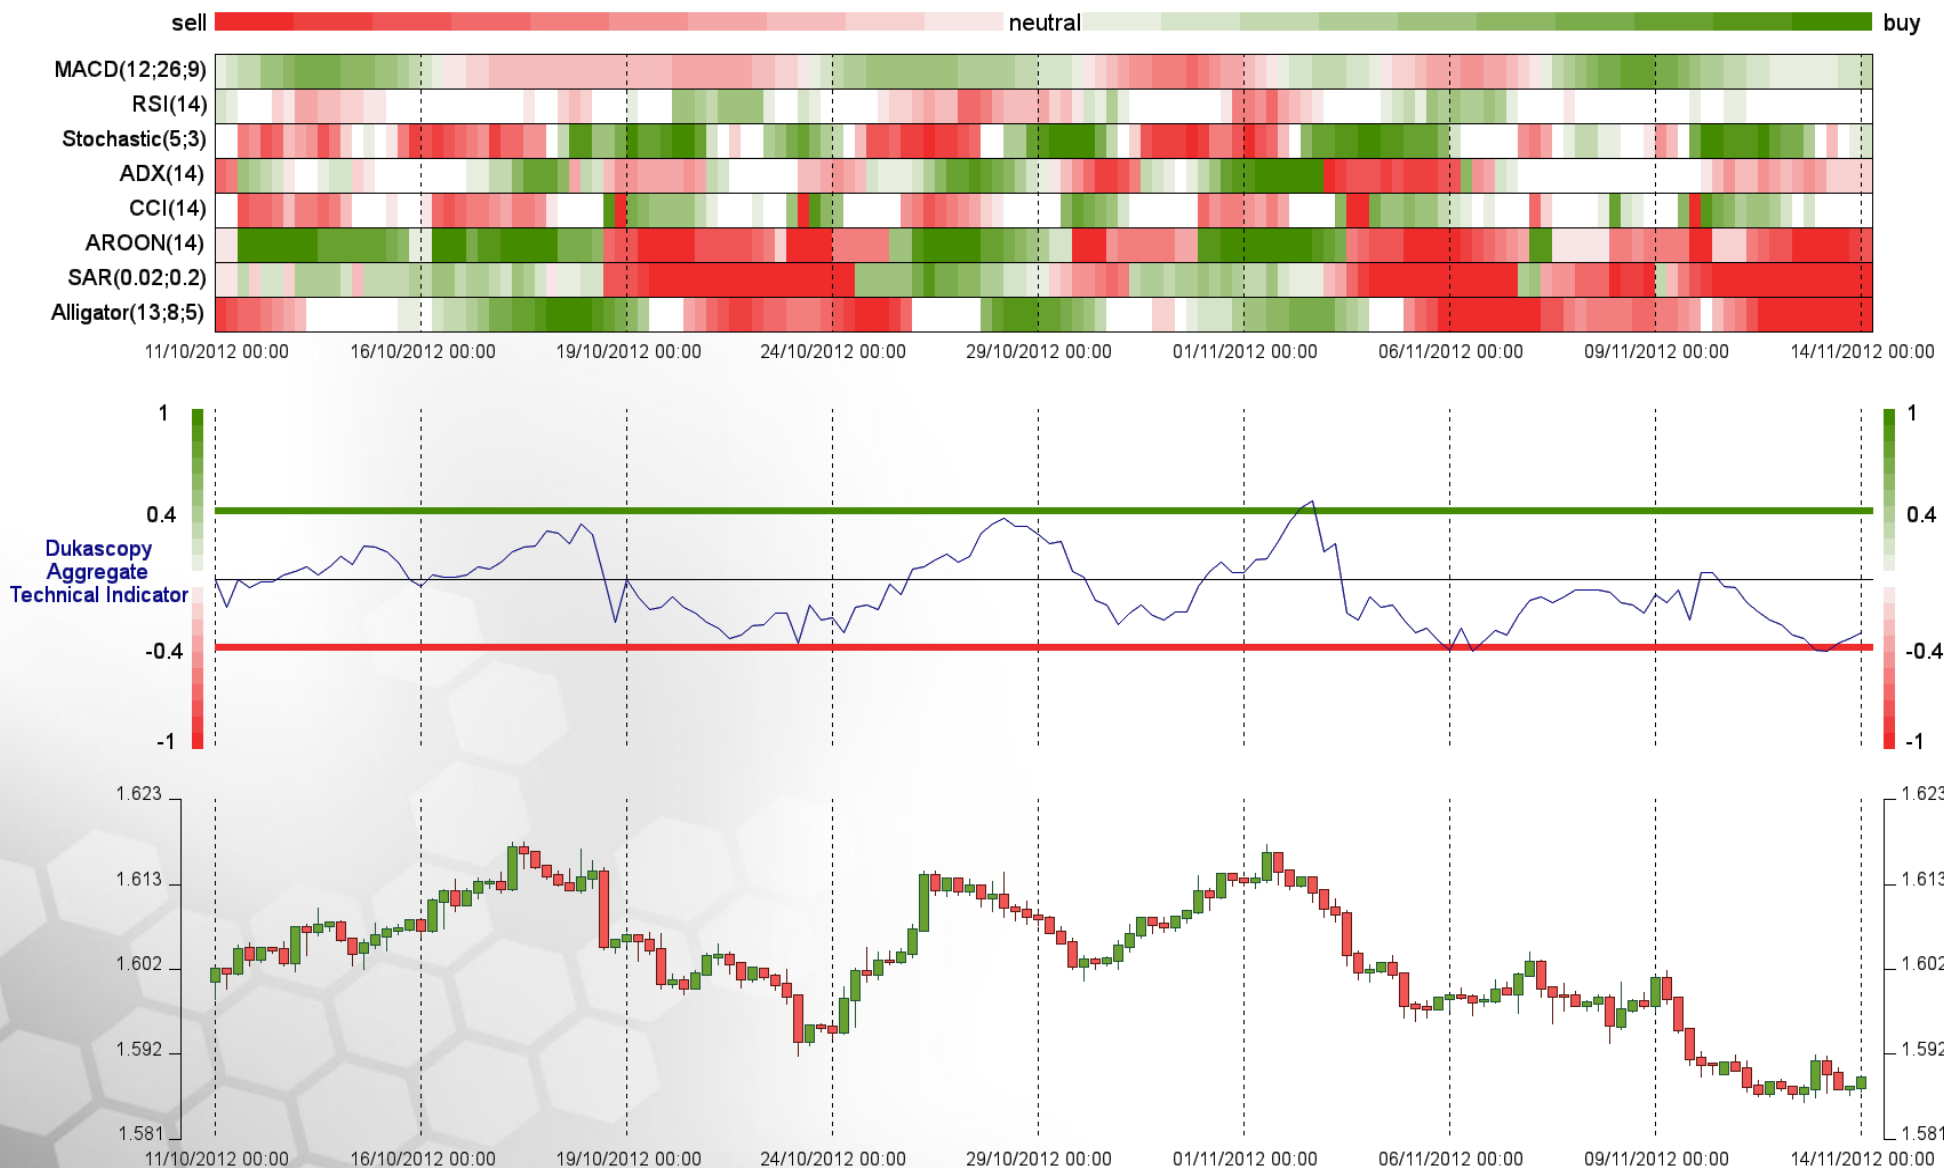 sell neutral buy
MACD(12;26;9)
RSI(14)
Stochastic(5;3)
ADX(14)
CCI(14)
AROON(14)
SAR(0.02;0.2)
Alligator(13;8;5)
11/10/2012 00:00 16/10/2012 00:00 19/10/2012 00:00 24/10/2012 00:00 29/10/2012 00:00 01/11/2012 00:00 06/11/2012 00:00 09/11/2012 00:00 14/11/2012 00:00
1 1
0.4 0.4
Dukascopy
Aggregate
Technical Indicator
-0.4 -0.4
-1 -1
1.623 1.623
1.613 1.613
1.602 1.602
1.592 1.592
1.581 1.581
11/10/2012 00:00 16/10/2012 00:00 19/10/2012 00:00 24/10/2012 00:00 29/10/2012 00:00 01/11/2012 00:00 06/11/2012 00:00 09/11/2012 00:00 14/11/2012 00:00